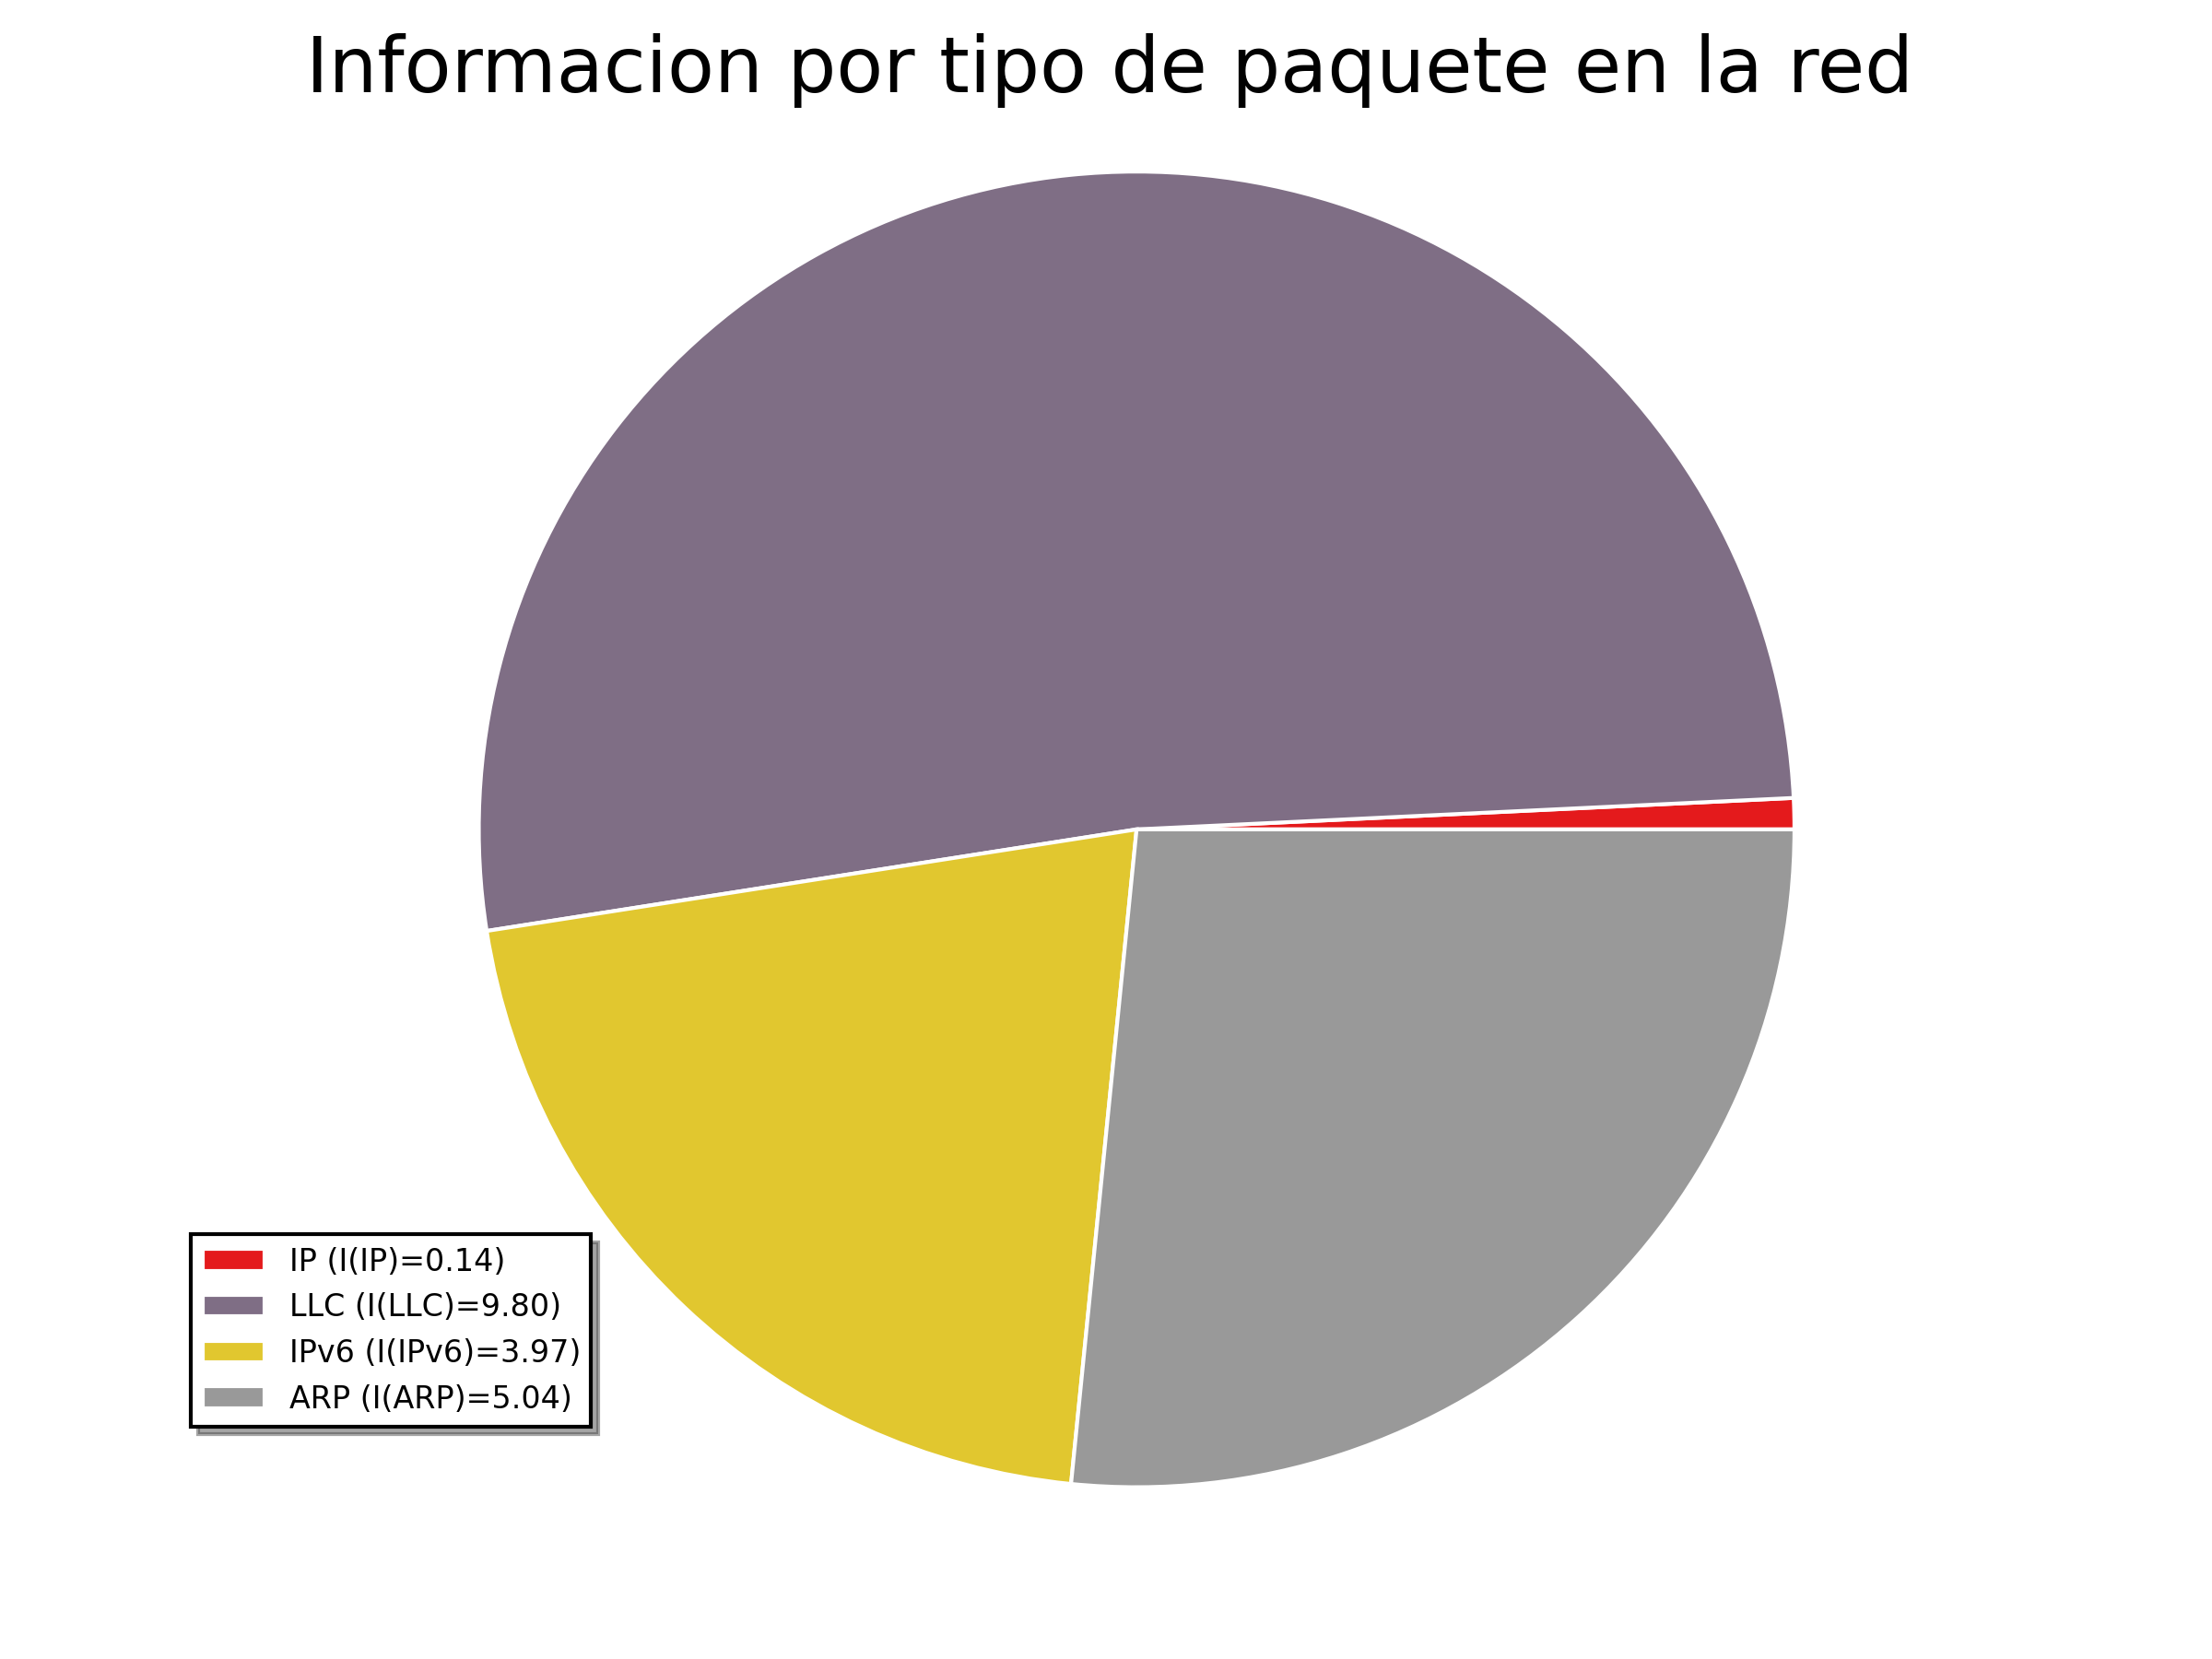 Informacion por tipo de paquete en la red
IP (I(IP)=0.14)
LLC (I(LLC)=9.80)
IPv6 (I(IPv6)=3.97)
ARP (I(ARP)=5.04)